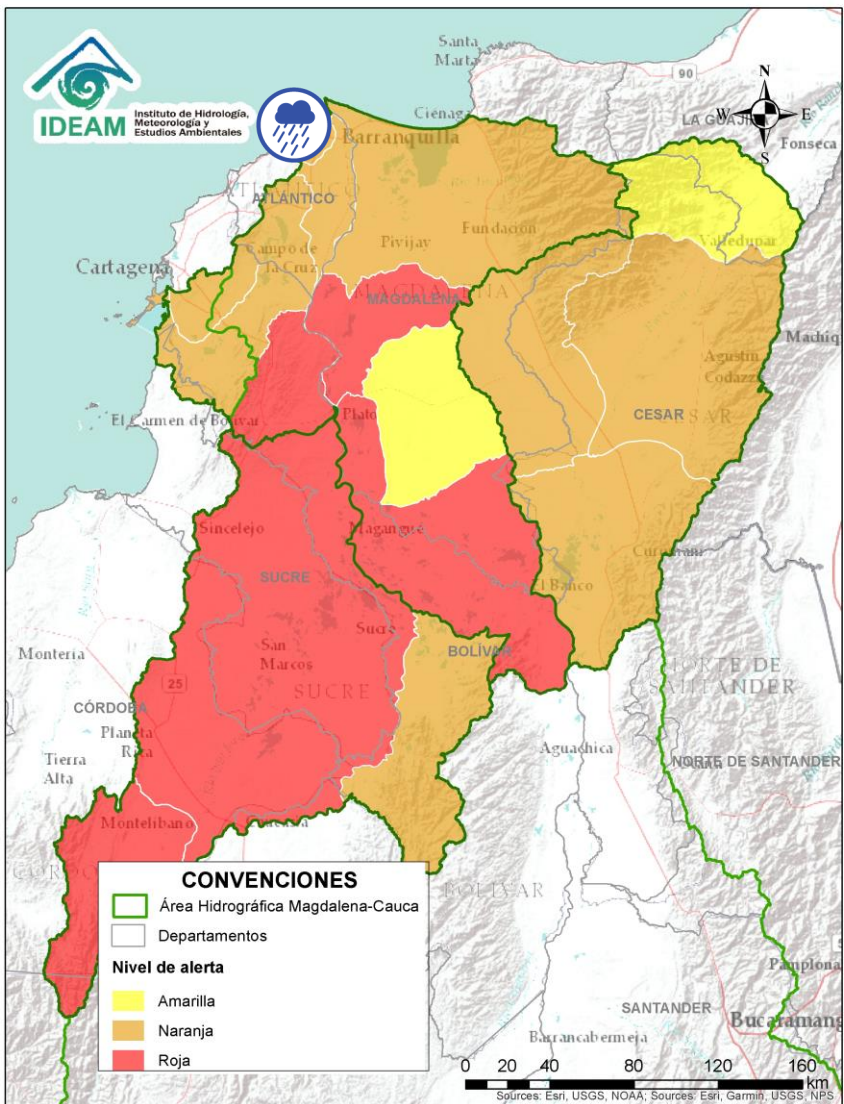 IDEAM
Instituto de Hidrología,
Meteorología y
Estudios Ambientales
Santa
Marta
90
N
W
E
S
LA GUAJI
Fonseca
Ciénaga
Barranquilla
ATLÁNTICO
Valledupar
Pivijay
Fundación
Campo de
la Cruz
Cartagena
MAGDALENA
Machiq
Agustín
Codazzi
CESAR
Plato
El Carmen de Bolívar
Sincelejo
Magangué
SUCRE
El Banco
Sucre
San
Marcos
SUCRE
BOLÍVAR
Montería
25
NORTE DE
SANTANDER
CÓRDOBA
Planeta
Rica
Aguachica
NORTE DE SANTANDER
Tierra
Alta
Montelíbano
BOLÍVAR
CONVENCIONES
Área Hidrográfica Magdalena-Cauca
Departamentos
Nivel de alerta
Amarilla
Naranja
Roja
Pamplona
SANTANDER
Bucaramang
Barrancabermeja
0 20 40 80 120 160
km
Sources: Esri, USGS, NOAA; Sources: Esri, Garmin, USGS, NPS